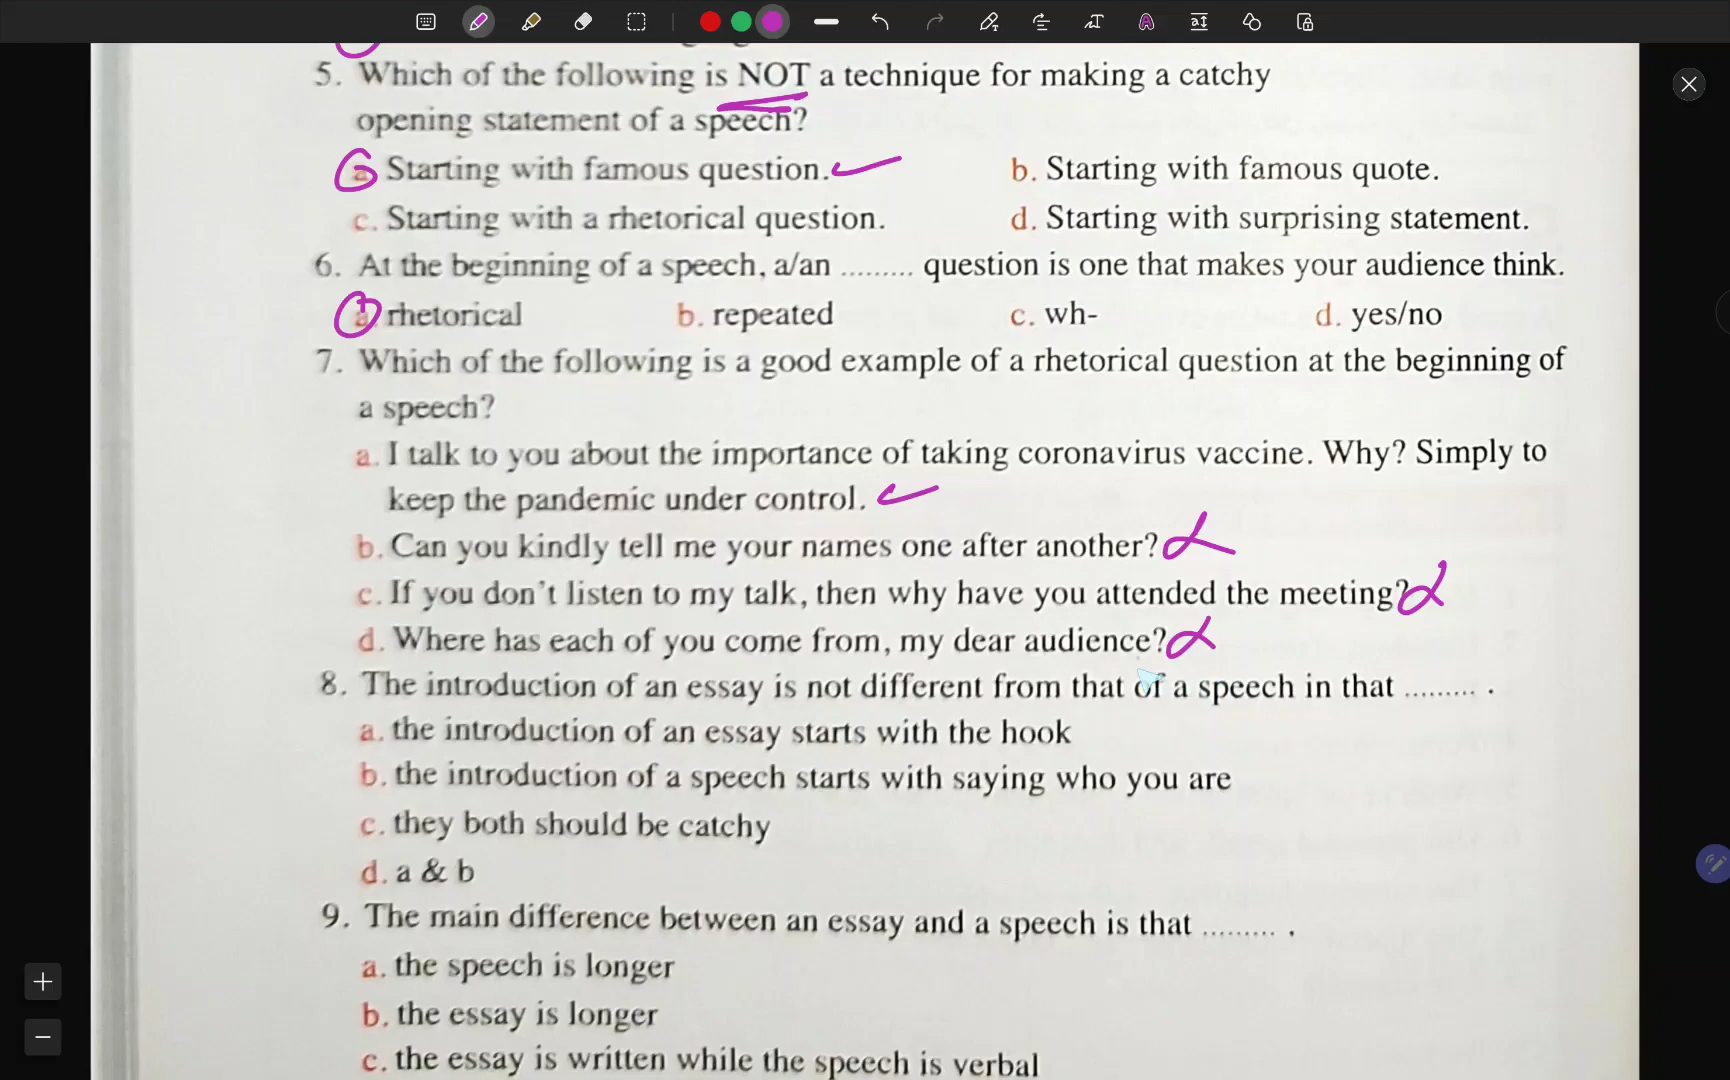 5. Which of the following is NOT a technique for making a catchy
opening statement of a speech?
a. Starting with famous question.
b. Starting with famous quote.
c. Starting with a rhetorical question.
d. Starting with surprising statement.
6. At the beginning of a speech, a/an ......... question is one that makes your audience think.
a. rhetorical b. repeated c. wh- d. yes/no
7. Which of the following is a good example of a rhetorical question at the beginning of
a speech?
a. I talk to you about the importance of taking coronavirus vaccine. Why? Simply to
keep the pandemic under control.
b. Can you kindly tell me your names one after another?
c. If you don't listen to my talk, then why have you attended the meeting?
d. Where has each of you come from, my dear audience?
8. The introduction of an essay is not different from that of a speech in that ......... .
a. the introduction of an essay starts with the hook
b. the introduction of a speech starts with saying who you are
c. they both should be catchy
d. a & b
9. The main difference between an essay and a speech is that ......... .
a. the speech is longer
b. the essay is longer
c. the essay is written while the speech is verbal